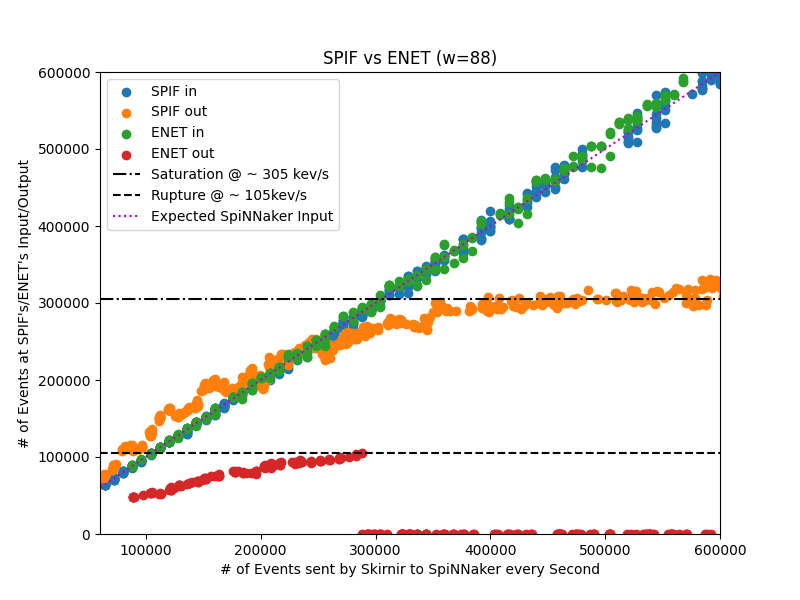 SPIF vs ENET (w=88)
# of Events at SPIF's/ENET's Input/Output
600000
500000
400000
300000
200000
100000
0
SPIF in
SPIF out
ENET in
ENET out
Saturation @ ~ 305 kev/s
Rupture @ ~ 105kev/s
Expected SpiNNaker Input
100000 200000 300000 400000 500000 600000
# of Events sent by Skirnir to SpiNNaker every Second